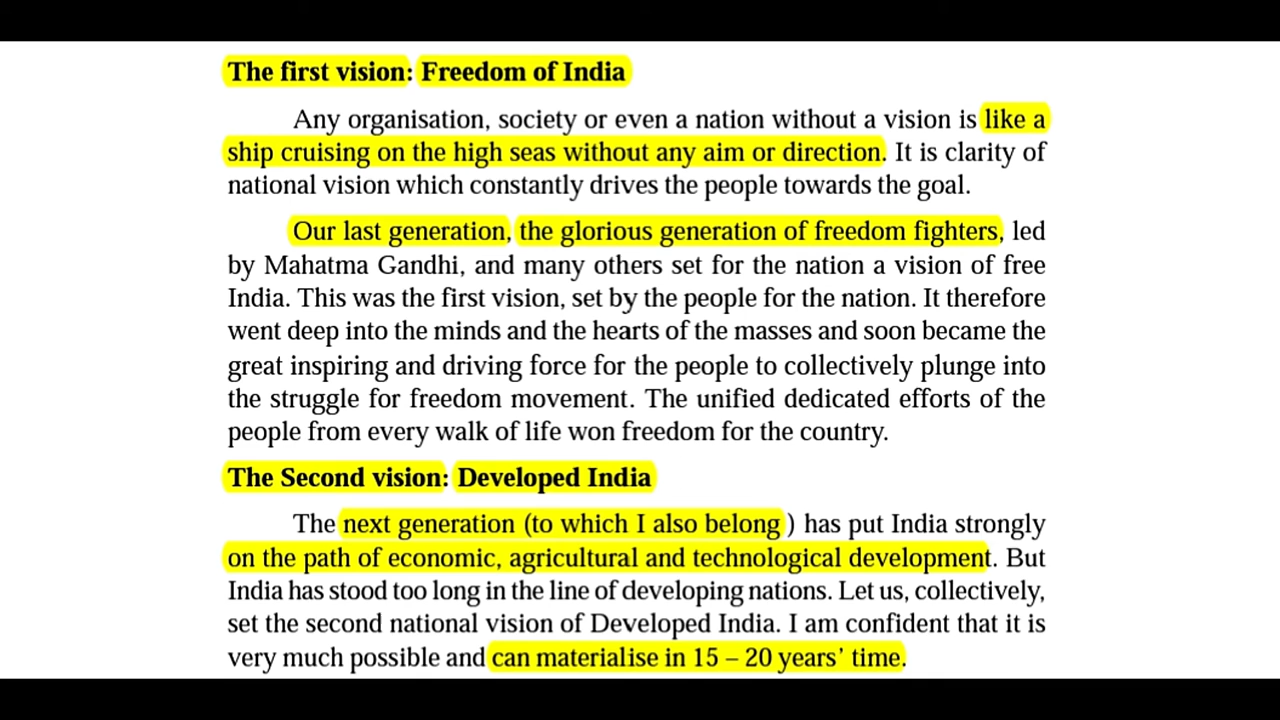 The first vision: Freedom of India
Any organisation, society or even a nation without a vision is like a
ship cruising on the high seas without any aim or direction. It is clarity of
national vision which constantly drives the people towards the goal.
Our last generation, the glorious generation of freedom fighters, led
by Mahatma Gandhi, and many others set for the nation a vision of free
India. This was the first vision, set by the people for the nation. It therefore
went deep into the minds and the hearts of the masses and soon became the
great inspiring and driving force for the people to collectively plunge into
the struggle for freedom movement. The unified dedicated efforts of the
people from every walk of life won freedom for the country.
The Second vision: Developed India
The next generation (to which I also belong ) has put India strongly
on the path of economic, agricultural and technological development. But
India has stood too long in the line of developing nations. Let us, collectively,
set the second national vision of Developed India. I am confident that it is
very much possible and can materialise in 15 – 20 years’ time.